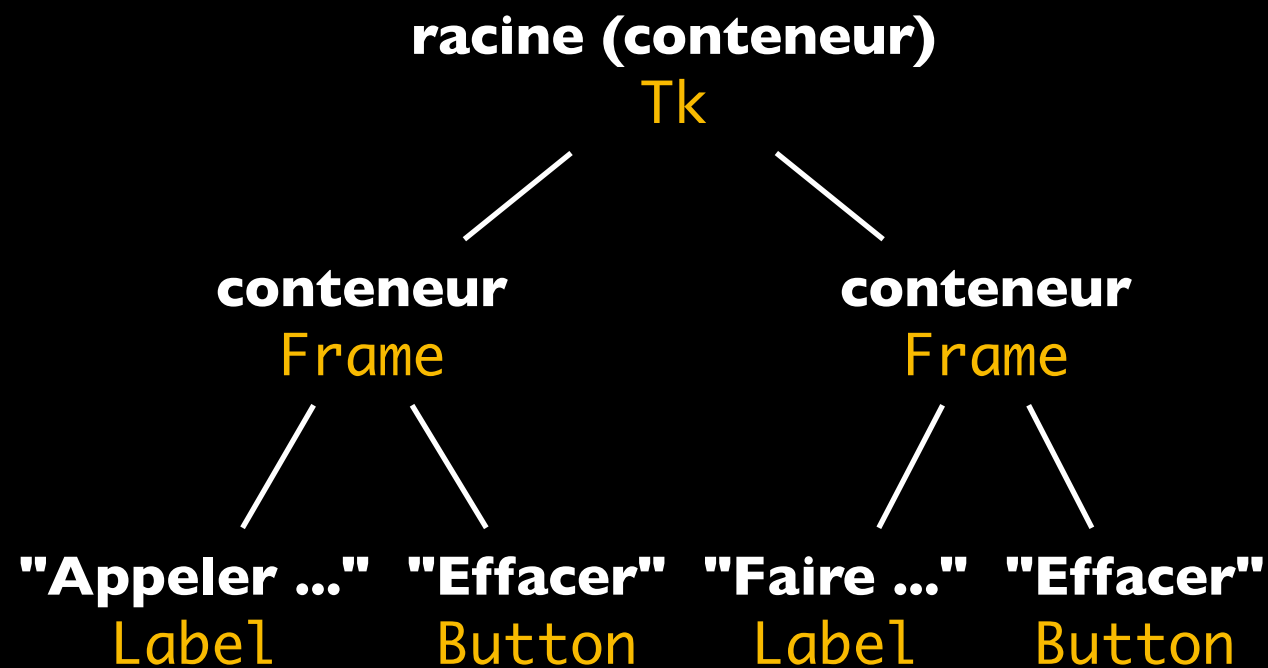 racine (conteneur)
Tk
conteneur conteneur
Frame Frame
"Appeler ..." "Effacer" "Faire ..." "Effacer"
Label Button Label Button